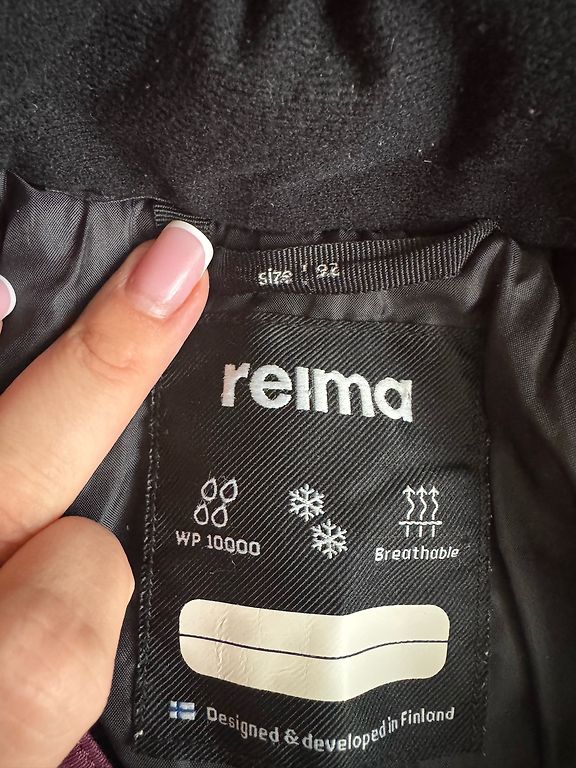 size 92
reima
WP 10000
Breathable
Designed & developed in Finland